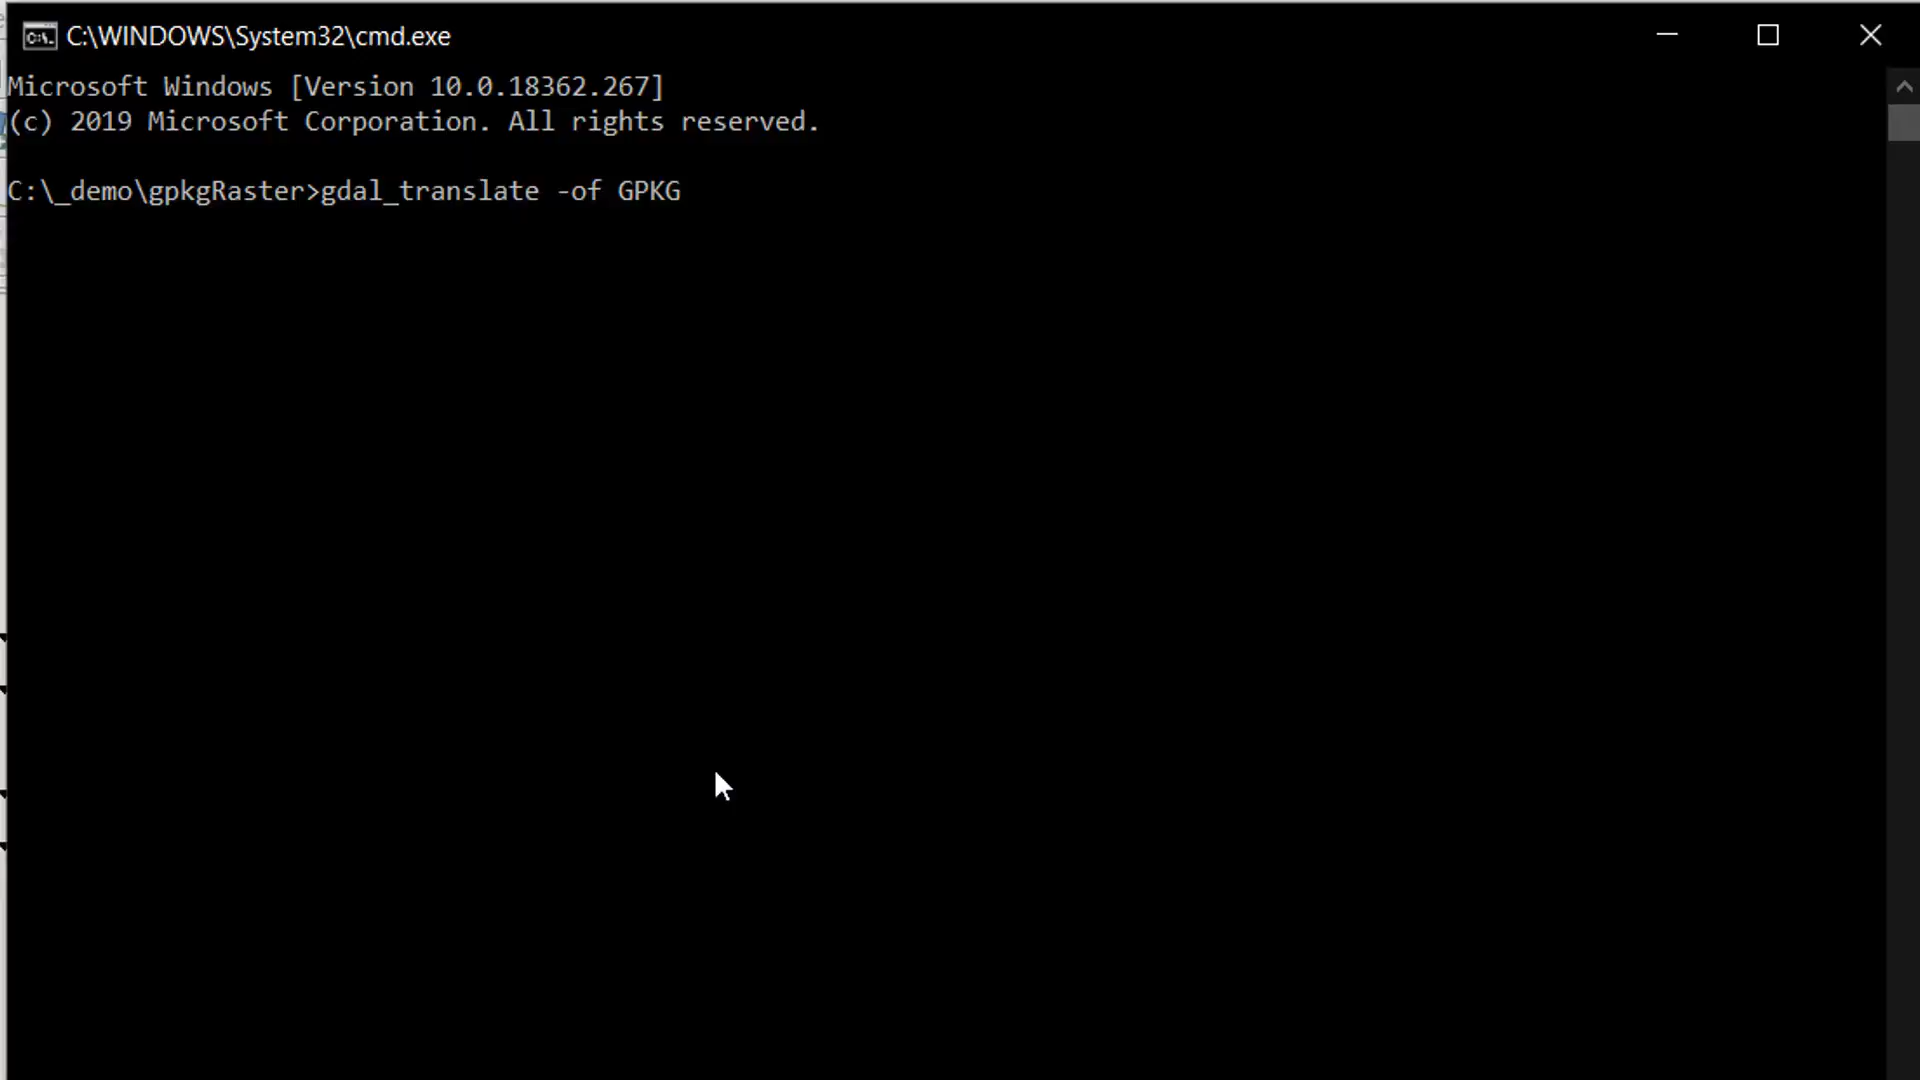 C:\WINDOWS\System32\cmd.exe
Microsoft Windows [Version 10.0.18362.267]
(c) 2019 Microsoft Corporation. All rights reserved.
C:\_demo\gpkgRaster>gdal_translate -of GPKG